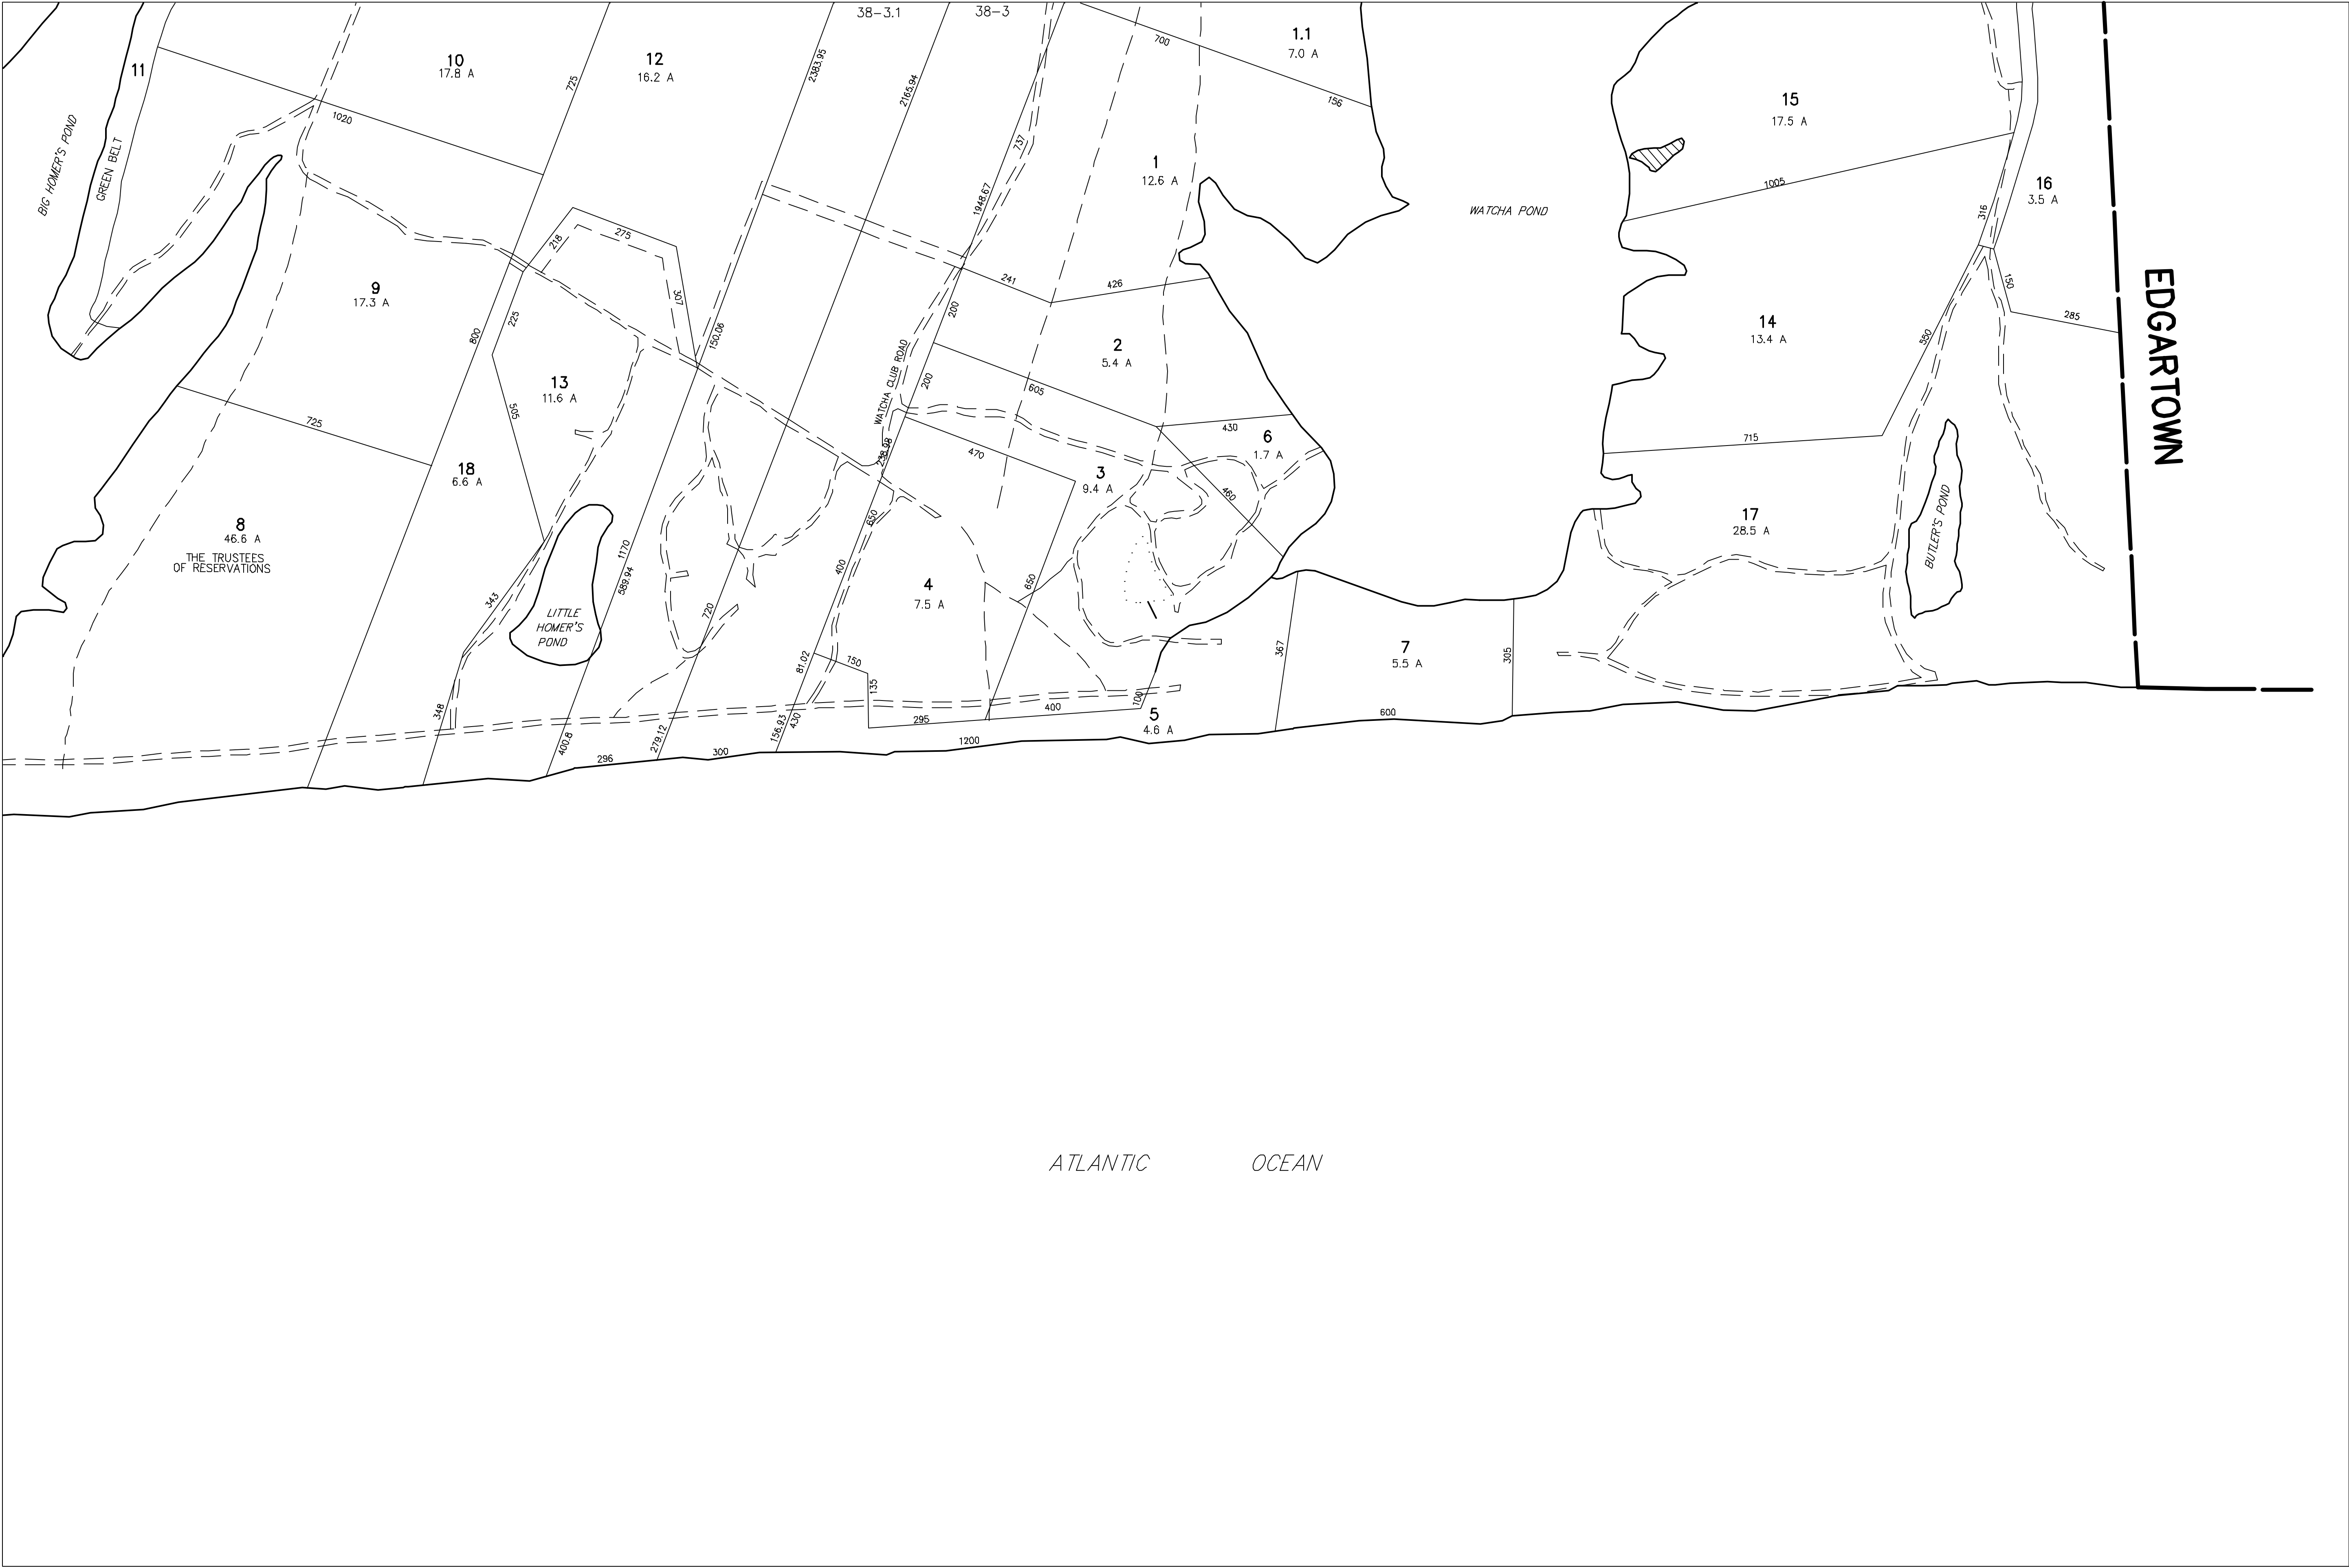 38-3.1
38-3
11
10
17.8 A
12
16.2 A
725
2383.95
2165.94
700
1.1
7.0 A
156
15
17.5 A
1020
BIG HOMER'S POND
GREEN BELT
737
1948.67
1
12.6 A
WATCHA POND
1005
316
16
3.5 A
218
275
307
241
426
150
285
EDGARTOWN
9
17.3 A
225
800
150.06
200
WATCHA CLUB ROAD
200
2
5.4 A
605
14
13.4 A
550
13
11.6 A
505
725
18
6.6 A
238.98
470
3
9.4 A
430
6
1.7 A
460
715
8
46.6 A
THE TRUSTEES
OF RESERVATIONS
650
17
28.5 A
BUTLER'S POND
1170
589.94
400
4
7.5 A
650
343
LITTLE
HOMER'S
POND
720
81.02
150
135
367
7
5.5 A
305
348
400.8
279.12
156.93
430
295
400
100
5
4.6 A
600
296
300
1200
ATLANTIC OCEAN